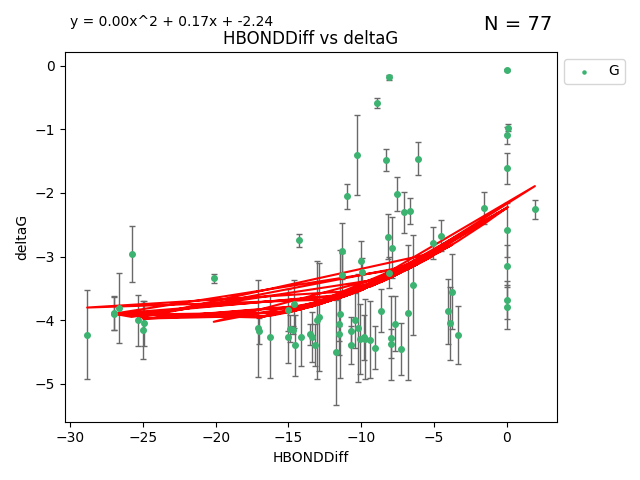 y = 0.00x^2 + 0.17x + -2.24
N = 77
HBONDDiff vs deltaG
G
deltaG
0
−1
−2
−3
−4
−5
−30 −25 −20 −15 −10 −5 0
HBONDDiff